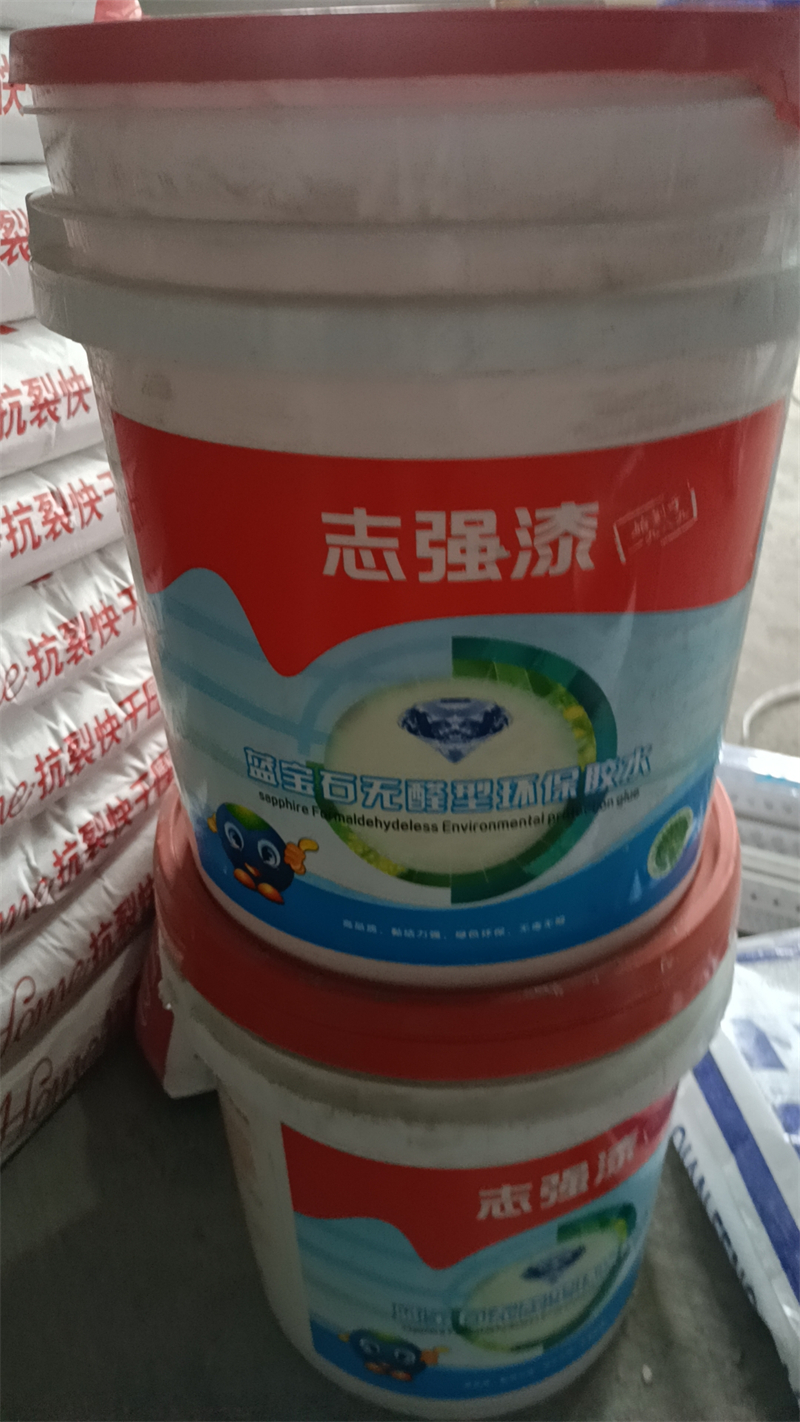 志强漆
蓝宝石无醛型环保胶水
sapphire Formaldehydeless Environmental protection glue
志强漆
抗裂快
抗裂快干
抗裂快干
抗裂快干
抗裂快干
抗裂快
Home
Home